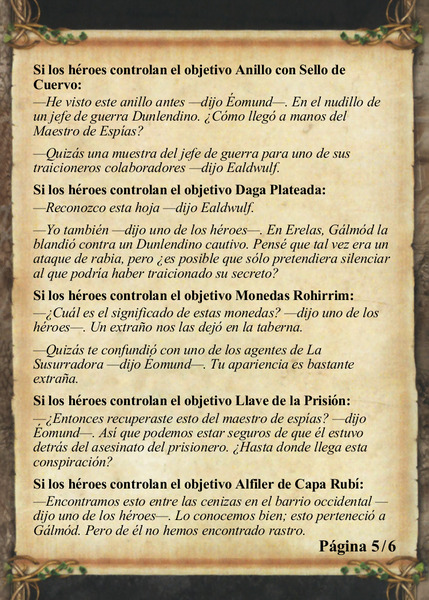 Si los héroes controlan el objetivo Anillo con Sello de
Cuervo:
—He visto este anillo antes —dijo Éomund—. En el nudillo de
un jefe de guerra Dunlendino. ¿Cómo llegó a manos del
Maestro de Espías?
—Quizás una muestra del jefe de guerra para uno de sus
traicioneros colaboradores —dijo Ealdwulf.
Si los héroes controlan el objetivo Daga Plateada:
—Reconozco esta hoja —dijo Ealdwulf.
—Yo también —dijo uno de los héroes—. En Erelas, Gálmód la
blandió contra un Dunlendino cautivo. Pensé que tal vez era un
ataque de rabia, pero ¿es posible que sólo pretendiera silenciar
al que podría haber traicionado su secreto?
Si los héroes controlan el objetivo Monedas Rohirrim:
—¿Cuál es el significado de estas monedas? —dijo uno de los
héroes—. Un extraño nos las dejó en la taberna.
—Quizás te confundió con uno de los agentes de La
Susurradora —dijo Éomund—. Tu apariencia es bastante
extraña.
Si los héroes controlan el objetivo Llave de la Prisión:
—¿Entonces recuperaste esto del maestro de espías? —dijo
Éomund—. Así que podemos estar seguros de que él estuvo
detrás del asesinato del prisionero. ¿Hasta donde llega esta
conspiración?
Si los héroes controlan el objetivo Alfiler de Capa Rubí:
—Encontramos esto entre las cenizas en el barrio occidental —
dijo uno de los héroes—. Lo conocemos bien; esto perteneció a
Gálmód. Pero de él no hemos encontrado rastro.
Página 5/6